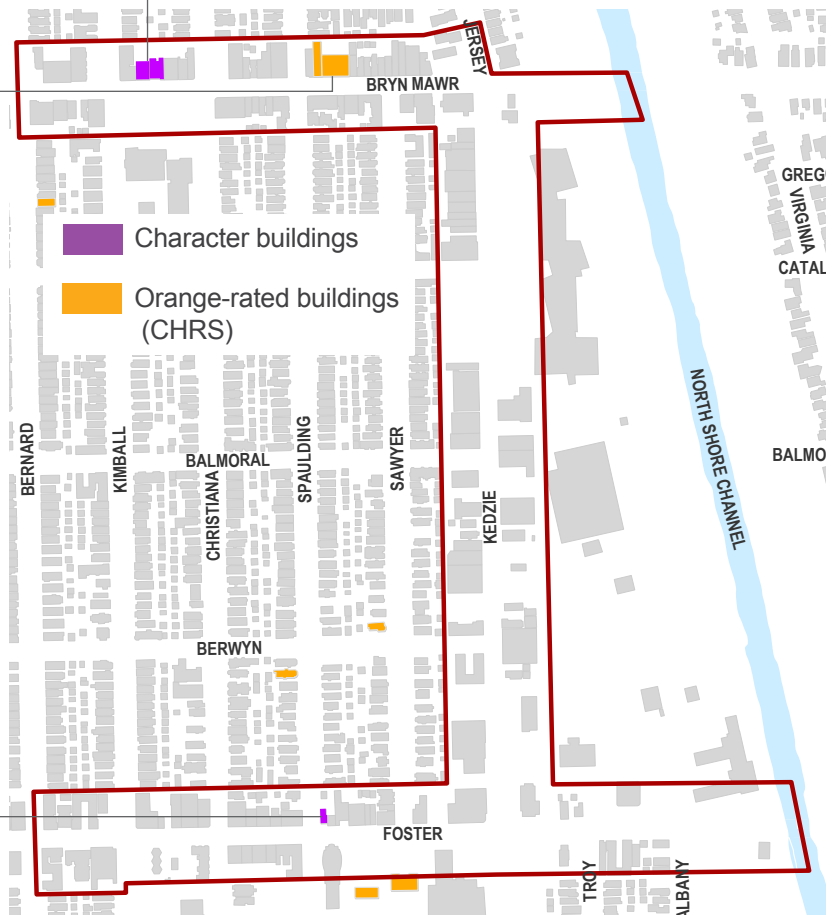 JERSEY
BRYN MAWR
GREGO
VIRGINIA
CATAL
Character buildings
Orange-rated buildings
(CHRS)
NORTH SHORE CHANNEL
BERNARD
KIMBALL
BALMORAL
CHRISTIANA
SPAULDING
SAWYER
KEDZIE
BALMO
BERWYN
FOSTER
TROY
ALBANY